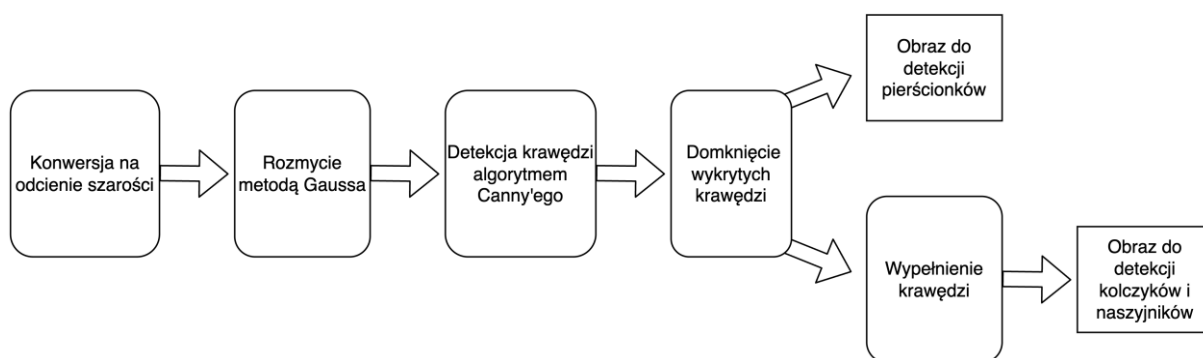 Konwersja na
odcienie szarości
Rozmycie
metodą Gaussa
Detekcja krawędzi
algorytmem
Canny'ego
Domknięcie
wykrytych
krawędzi
Obraz do
detekcji
pierścionków
Wypełnienie
krawędzi
Obraz do
detekcji
kolczyków i
naszyjników